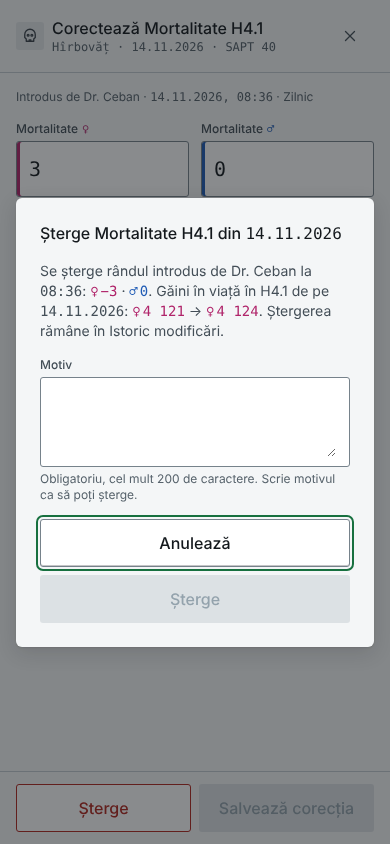 Corectează Mortalitate H4.1
Hîrbovăț · 14.11.2026 · SAPT 40
Introdus de Dr. Ceban · 14.11.2026, 08:36 · Zilnic
Mortalitate ♀ Mortalitate ♂
3 0
Șterge Mortalitate H4.1 din 14.11.2026
Se șterge rândul introdus de Dr. Ceban la
08:36: ♀−3 · ♂0. Găini în viață în H4.1 de pe
14.11.2026: ♀4 121 → ♀4 124. Ștergerea
rămâne în Istoric modificări.
Motiv
Obligatoriu, cel mult 200 de caractere. Scrie motivul
ca să poți șterge.
Anulează
Șterge
Șterge Salvează corecția